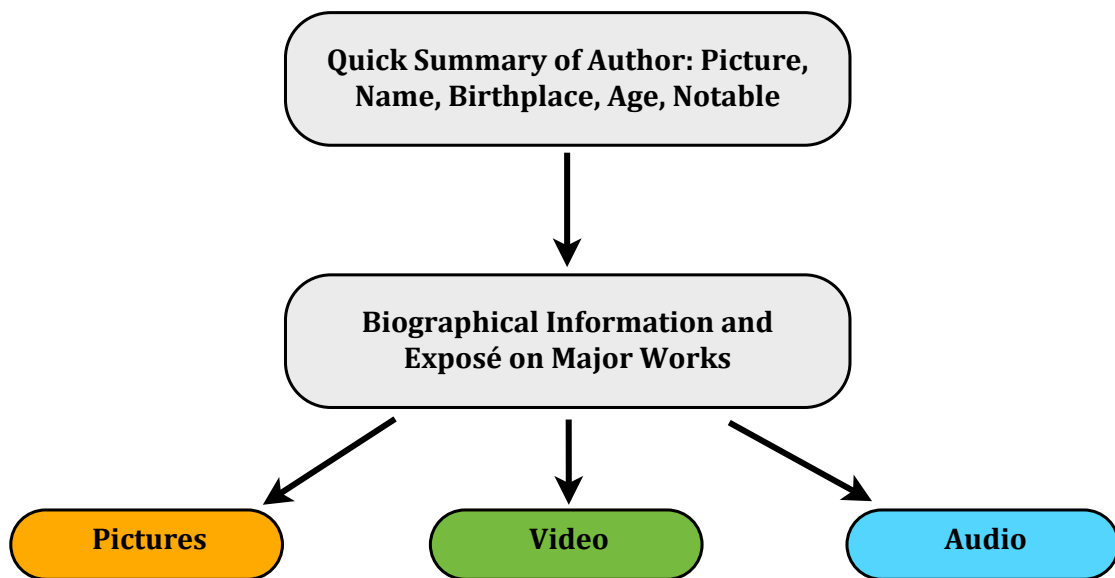 Quick Summary of Author: Picture,
Name, Birthplace, Age, Notable
Biographical Information and
Exposé on Major Works
Pictures
Video
Audio